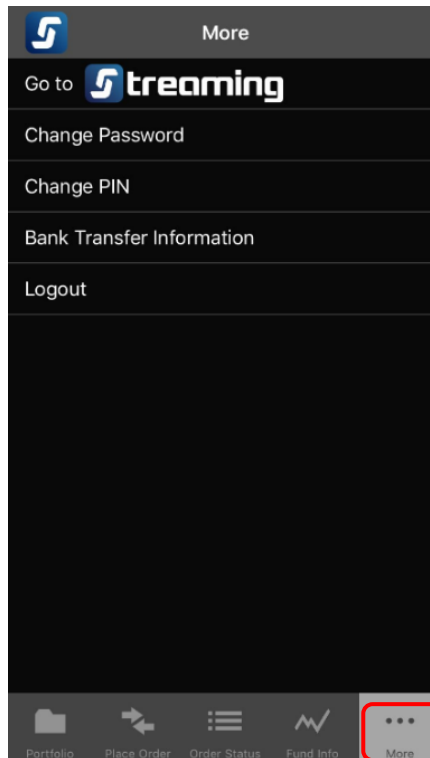 More
Go to Streaming
Change Password
Change PIN
Bank Transfer Information
Logout
Portfolio Place Order Order Status Fund Info More